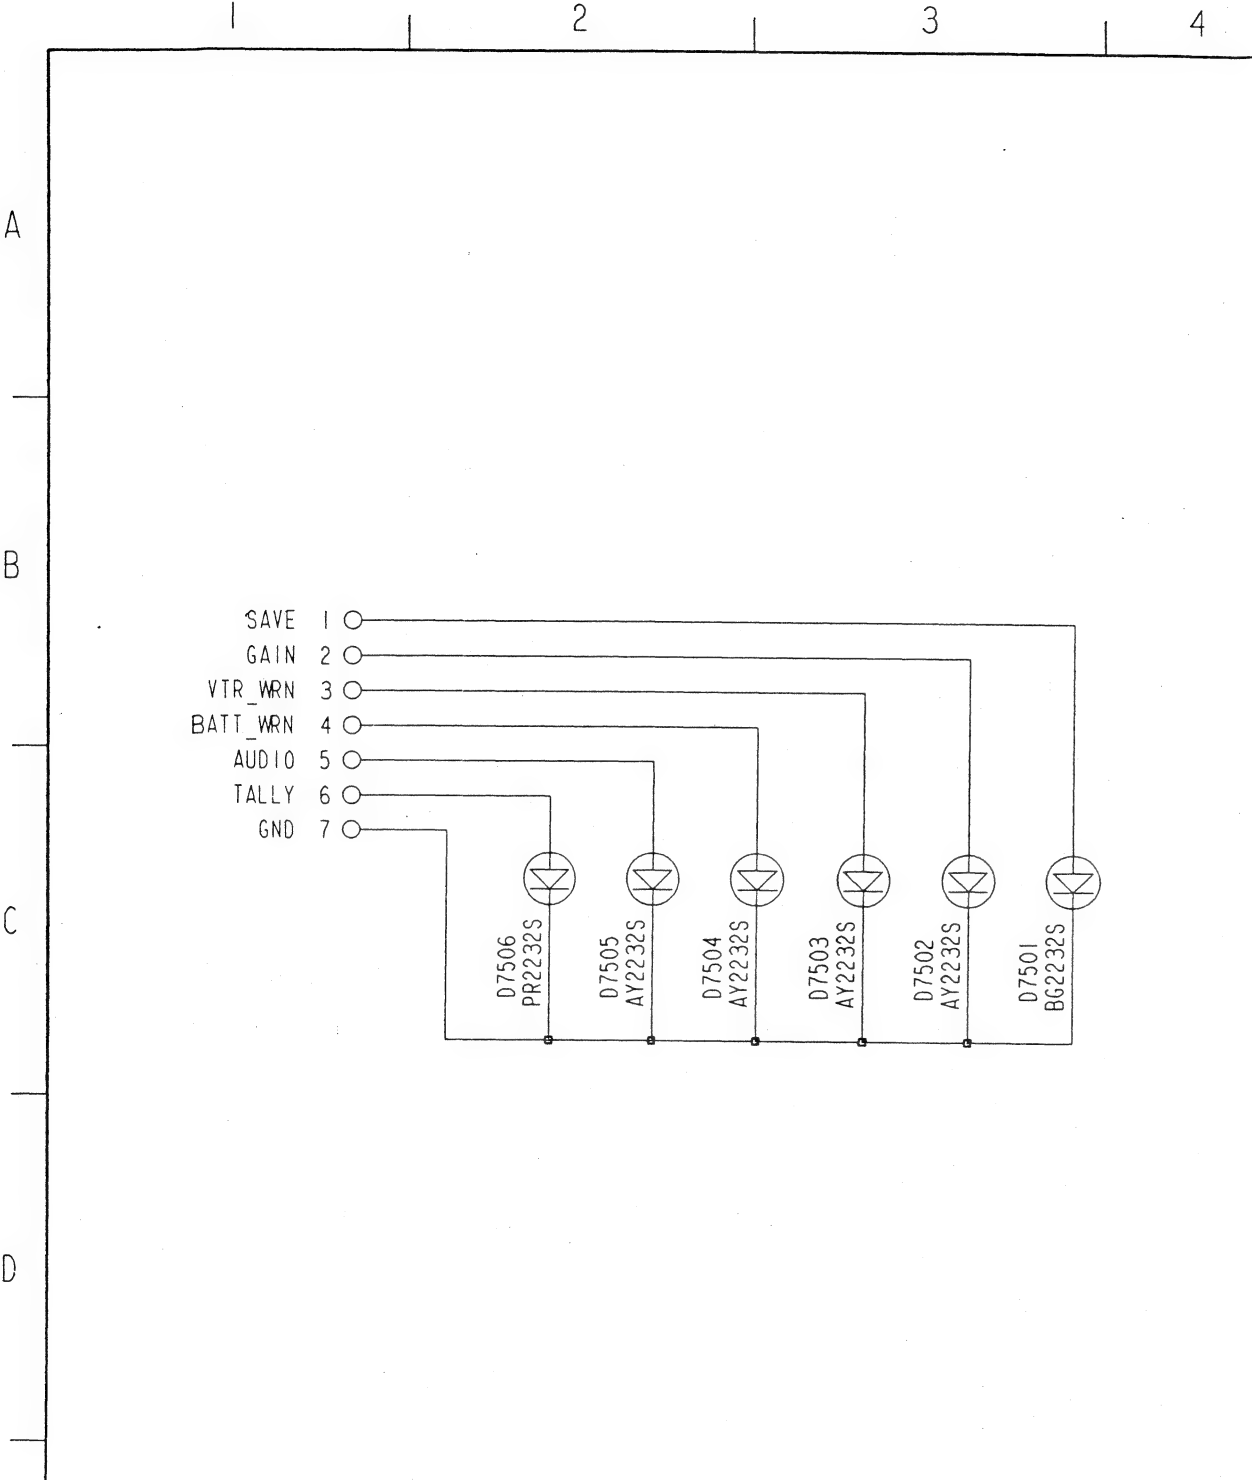 1 2 3 4
A
B
C
D
SAVE 1
GAIN 2
VTR_WRN 3
BATT_WRN 4
AUDIO 5
TALLY 6
GND 7
D7506
PR2232S
D7505
AY2232S
D7504
AY2232S
D7503
AY2232S
D7502
AY2232S
D7501
BG2232S